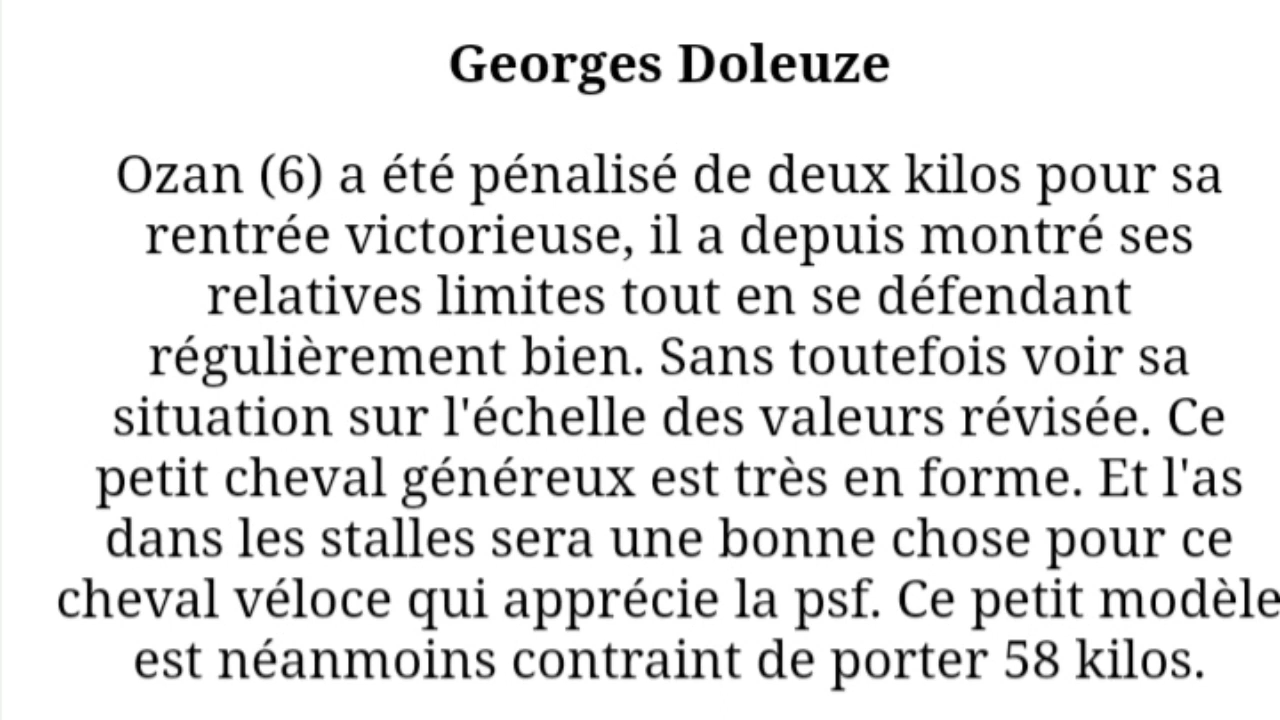 Georges Doleuze
Ozan (6) a été pénalisé de deux kilos pour sa
rentrée victorieuse, il a depuis montré ses
relatives limites tout en se défendant
régulièrement bien. Sans toutefois voir sa
situation sur l'échelle des valeurs révisée. Ce
petit cheval généreux est très en forme. Et l'as
dans les stalles sera une bonne chose pour ce
cheval véloce qui apprécie la psf. Ce petit modèle
est néanmoins contraint de porter 58 kilos.